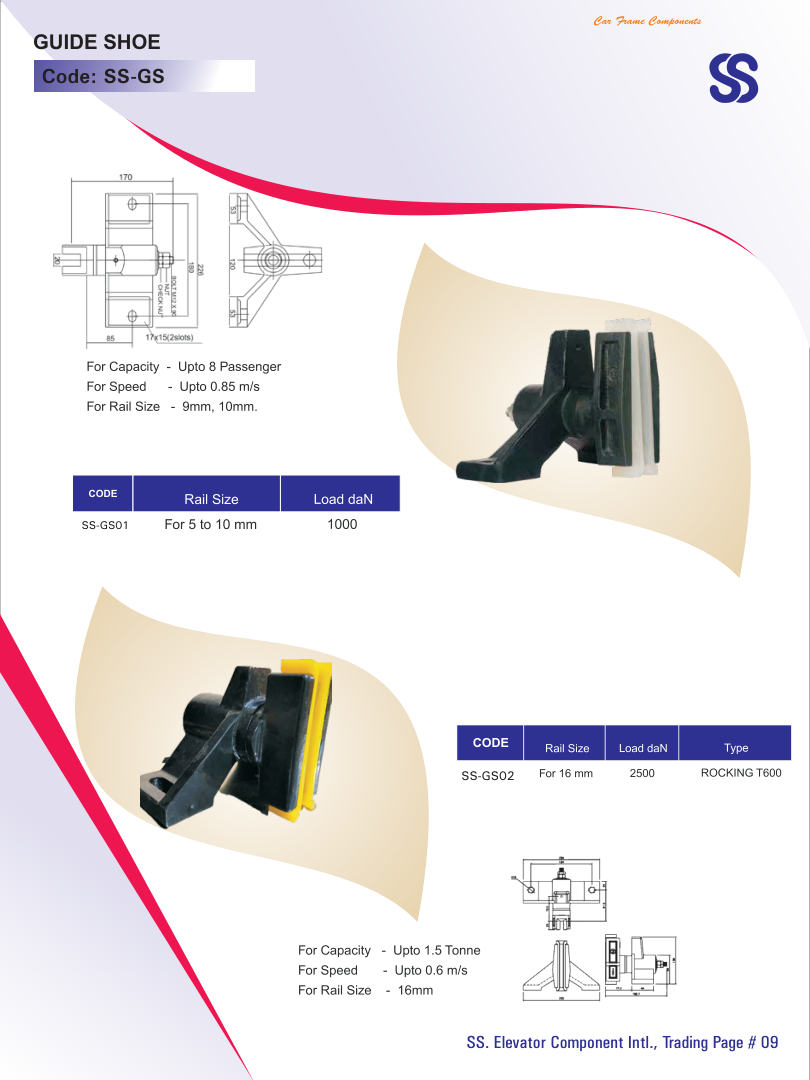 Car Frame Components
GUIDE SHOE
Code: SS-GS
SS
170
53
120
53
20
180
226
BOLT M12 X 90
NUT
CHECK NUT
85
17x15(2slots)
For Capacity - Upto 8 Passenger
For Speed - Upto 0.85 m/s
For Rail Size - 9mm, 10mm.
CODE Rail Size Load daN
SS-GS01 For 5 to 10 mm 1000
CODE Rail Size Load daN Type
SS-GS02 For 16 mm 2500 ROCKING T600
For Capacity - Upto 1.5 Tonne
For Speed - Upto 0.6 m/s
For Rail Size - 16mm
SS. Elevator Component Intl., Trading Page # 09